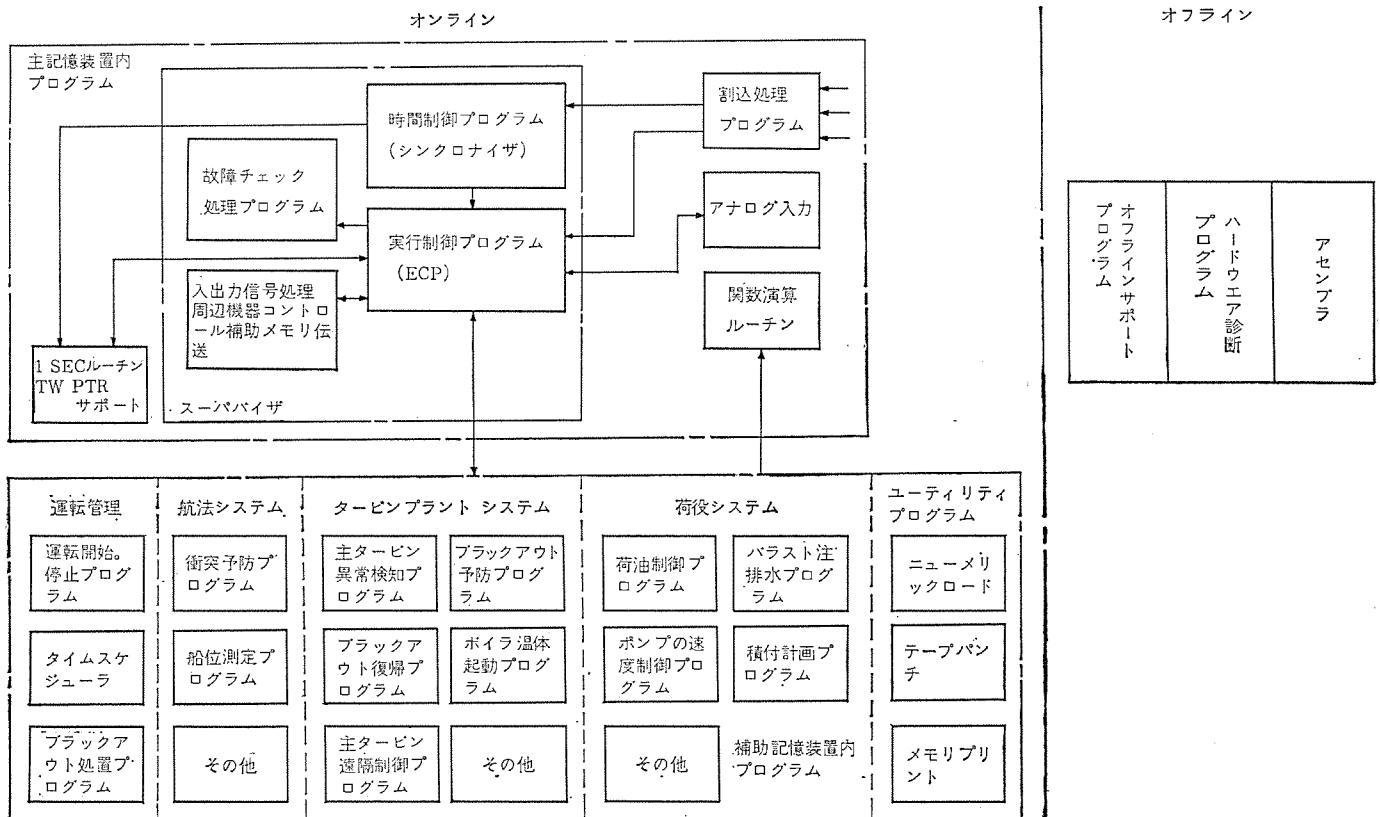 オンライン
オフライン
主記憶装置内
プログラム
時間制御プログラム
(シンクロナイザ)
割込処理
プログラム
故障チェック
処理プログラム
実行制御プログラム
(ECP)
アナログ入力
入出力信号処理
周辺機器コントロ
ール補助メモリ伝
送
関数演算
ルーチン
1 SECルーチン
TW PTR
サポート
スーパバイザ
オフラインサポート
プログラム
ハードウエア診断
プログラム
アセンブラ
運転管理
運転開始。
停止プログ
ラム
タイムスケ
ジューラ
ブラックア
ウト処置プ
ログラム
航法システム
衝突予防プ
ログラム
船位測定プ
ログラム
その他
タービンプラント システム
主タービン
異常検知プ
ログラム
ブラックアウト
予防プログ
ラム
ブラックア
ウト復帰プ
ログラム
ボイラ温体
起動プログ
ラム
主タービン
遠隔制御プ
ログラム
その他
荷役システム
荷油制御プ
ログラム
バラスト注
排水プログ
ラム
ポンプの速
度制御プロ
グラム
積付計画プ
ログラム
その他
補助記憶装置内
プログラム
ユーティリティ
プログラム
ニューメリ
ックロード
テープパン
チ
メモリプリ
ント